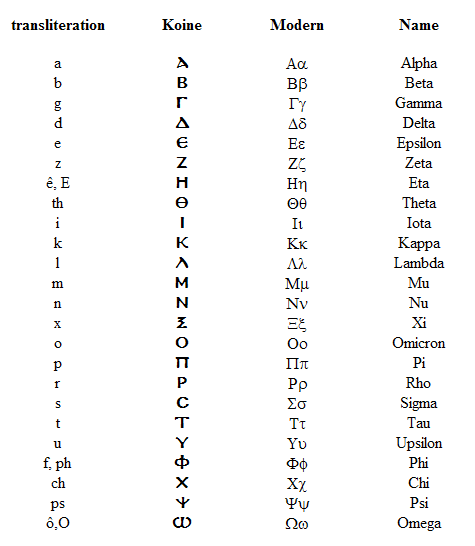 transliteration Koine Modern Name
a Α Αα Alpha
b Β Ββ Beta
g Γ Γγ Gamma
d Δ Δδ Delta
e Є Εε Epsilon
z Ζ Ζζ Zeta
ê, E Η Ηη Eta
th Θ Θθ Theta
i Ι Ιι Iota
k Κ Κκ Kappa
l Λ Λλ Lambda
m Μ Μμ Mu
n Ν Νν Nu
x Ξ Ξξ Xi
o Ο Οο Omicron
p Π Ππ Pi
r Ρ Ρρ Rho
s Ϲ Σσ Sigma
t Τ Ττ Tau
u Υ Υυ Upsilon
f, ph Φ Φϕ Phi
ch Χ Χχ Chi
ps Ψ Ψψ Psi
ô,O Ѡ Ωω Omega